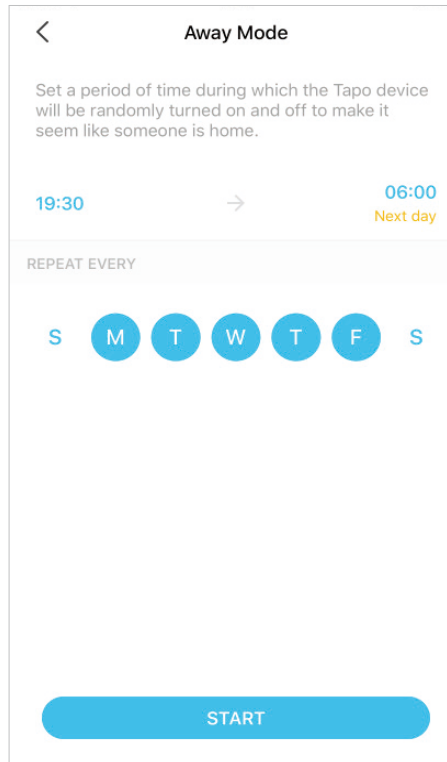 Away Mode
Set a period of time during which the Tapo device
will be randomly turned on and off to make it
seem like someone is home.
19:30 → 06:00
Next day
REPEAT EVERY
S M T W T F S
START